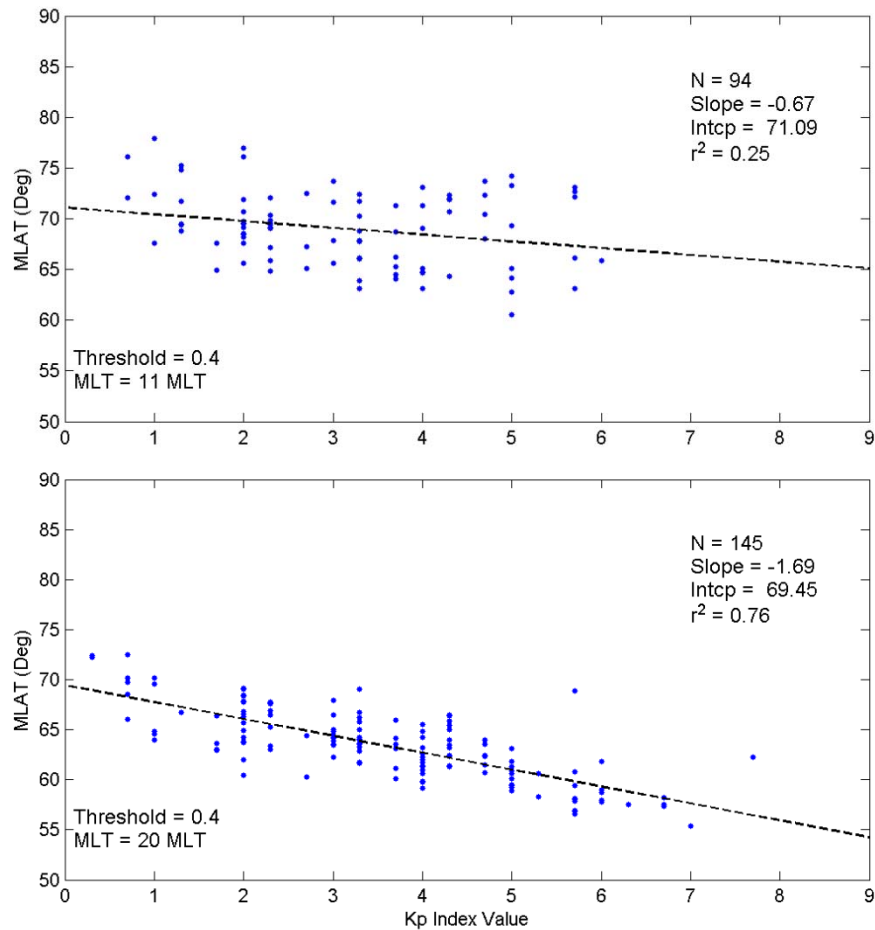 90
85
80
75
70
65
60
55
50
MLAT (Deg)
N = 94
Slope = -0.67
Intcp = 71.09
r² = 0.25
Threshold = 0.4
MLT = 11 MLT
0 1 2 3 4 5 6 7 8 9
90
85
80
75
70
65
60
55
50
MLAT (Deg)
N = 145
Slope = -1.69
Intcp = 69.45
r² = 0.76
Threshold = 0.4
MLT = 20 MLT
0 1 2 3 4 5 6 7 8 9
Kp Index Value